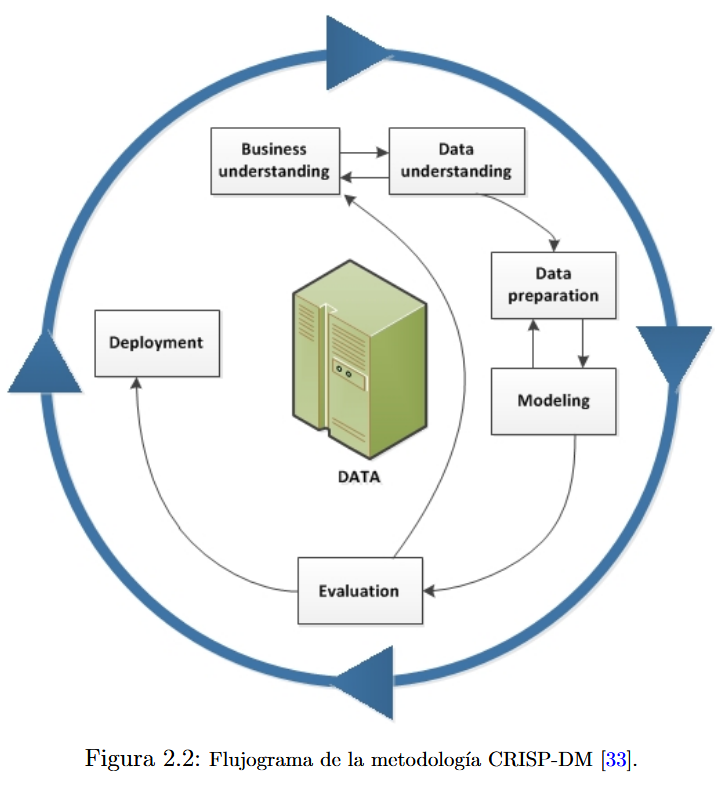 Business
understanding
Data
understanding
Data
preparation
Deployment
Modeling
DATA
Evaluation
Figura 2.2: Flujograma de la metodología CRISP-DM [33].